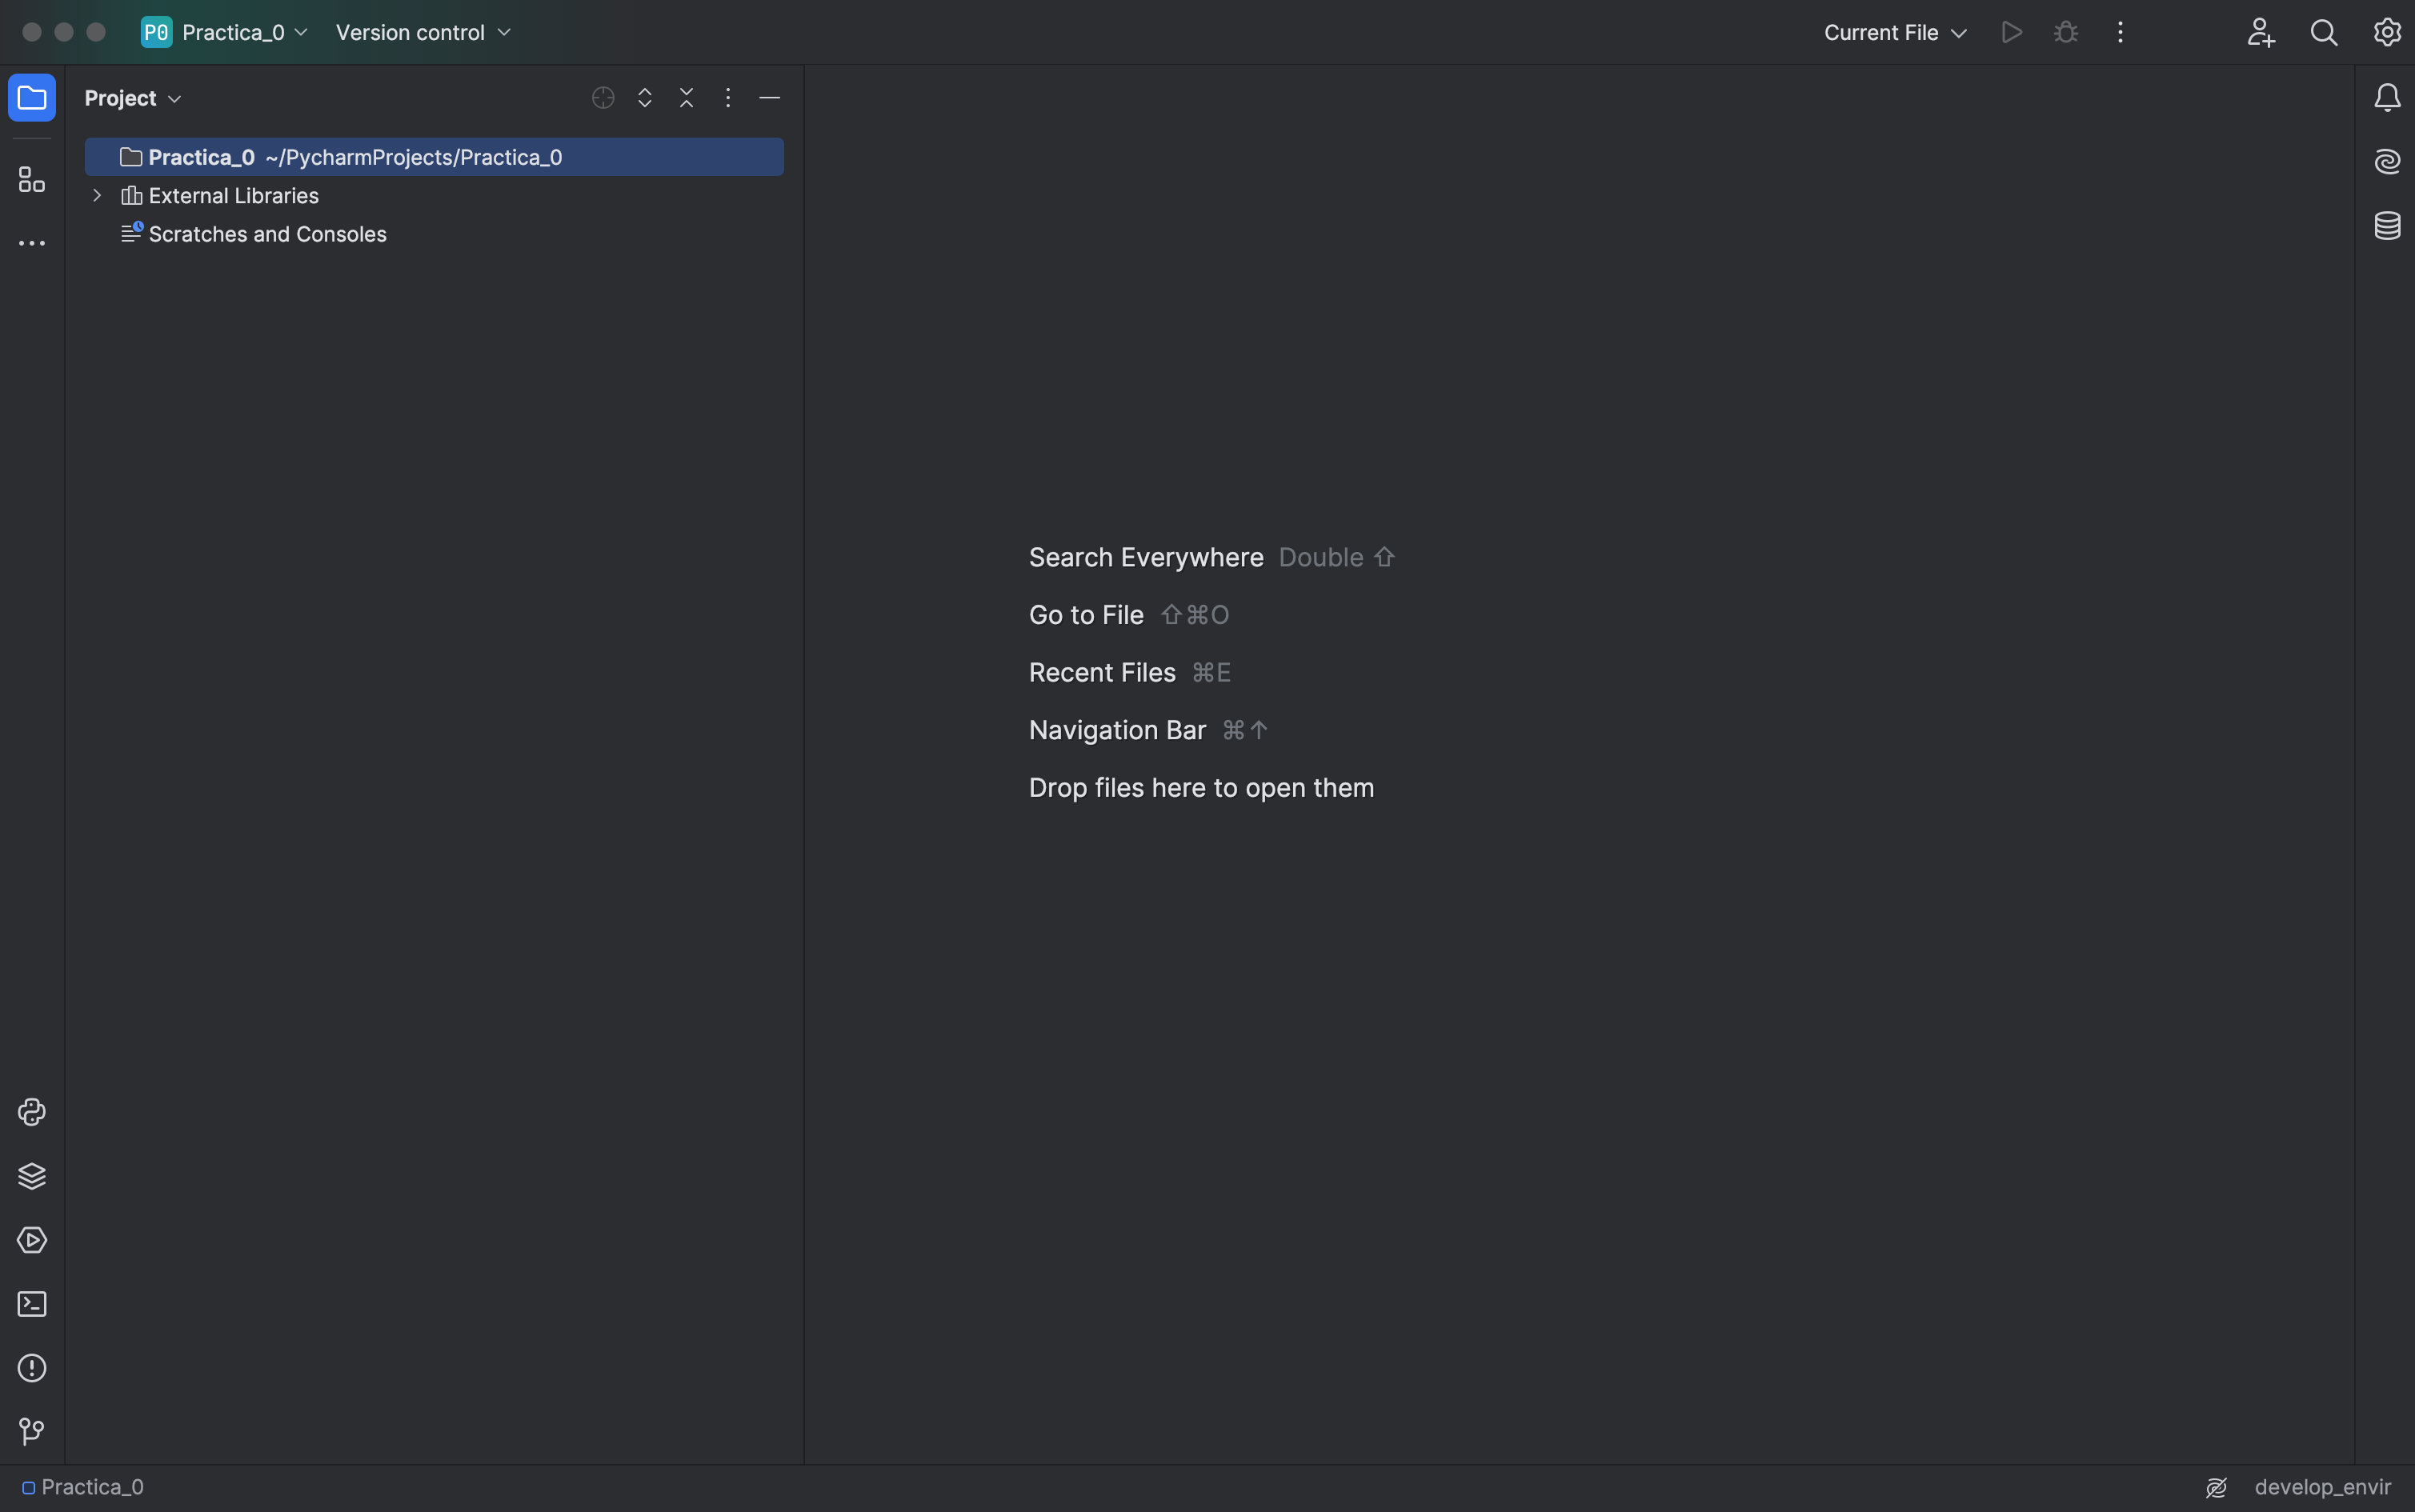 P0 Practica_0 Version control Current File
Project
Practica_0 ~/PycharmProjects/Practica_0
External Libraries
Scratches and Consoles
Search Everywhere Double ⇧
Go to File ⇧⌘O
Recent Files ⌘E
Navigation Bar ⌘↑
Drop files here to open them
Practica_0 develop_envir